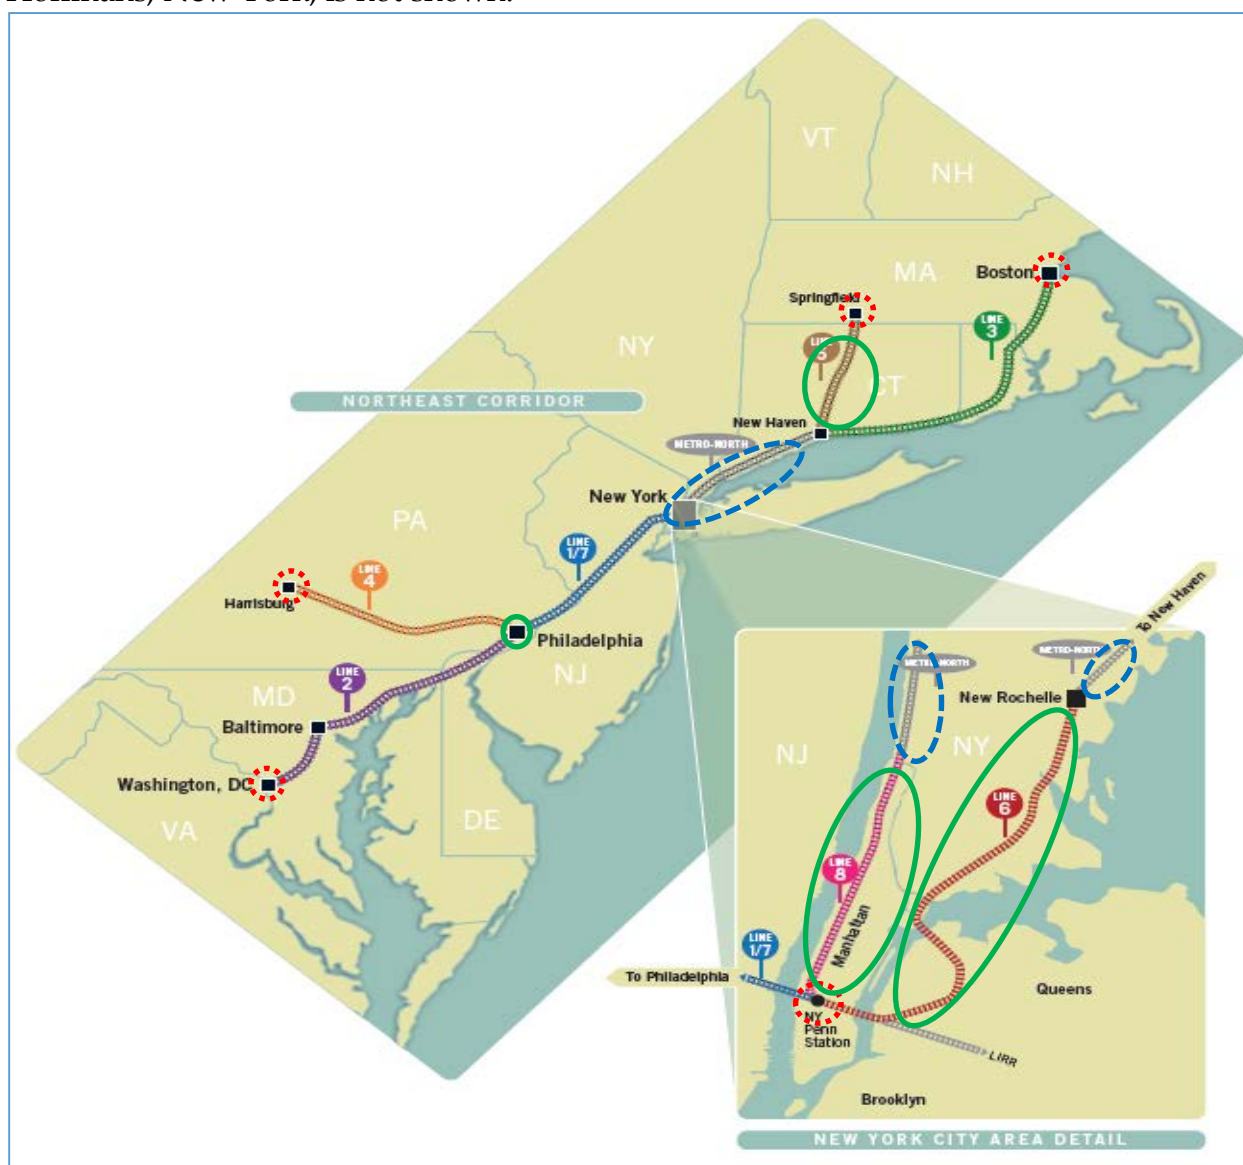 VT
NH
MA
Boston
Springfield
LINE
3
NY
CT
NORTHEAST CORRIDOR
New Haven
METRO-NORTH
New York
PA
LINE
1/7
LINE
4
Harrisburg
Philadelphia
NJ
LINE
2
MD
Baltimore
Washington, DC
VA
DE
To New Haven
METRO-NORTH
METRO-NORTH
New Rochelle
NJ
NY
LINE
6
LINE
8
Manhattan
LINE
1/7
To Philadelphia
Queens
NY
Penn
Station
LIRR
Brooklyn
NEW YORK CITY AREA DETAIL